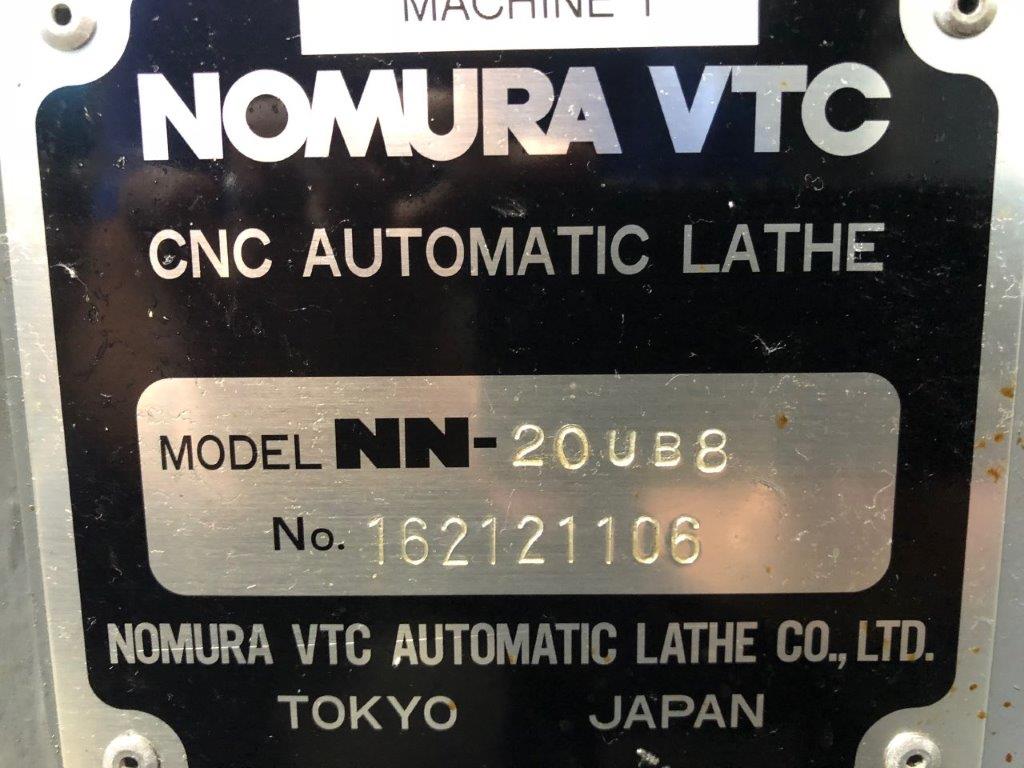 MACHINE 1
NOMURA VTC
CNC AUTOMATIC LATHE
MODEL NN-20UB8
No. 162121106
NOMURA VTC AUTOMATIC LATHE CO., LTD.
TOKYO JAPAN